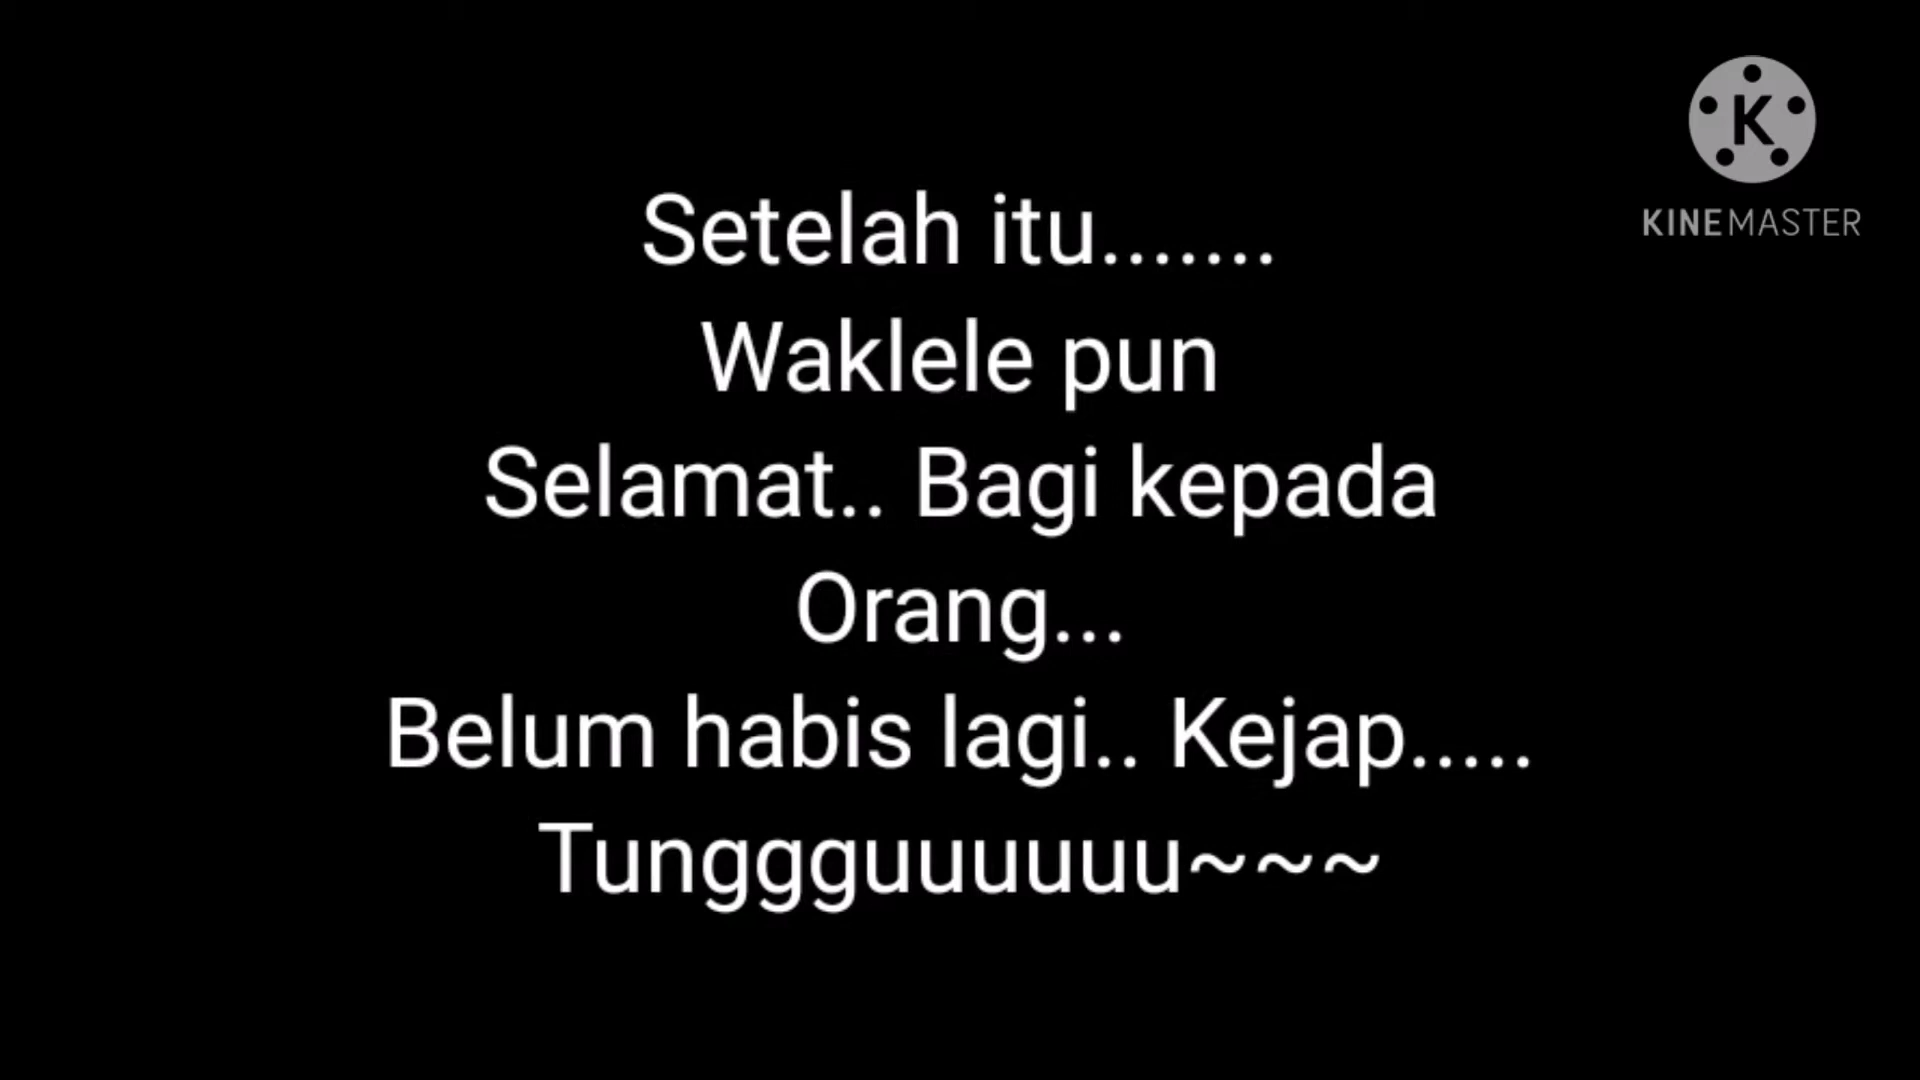 K
KINEMASTER
Setelah itu.......
Waklele pun
Selamat.. Bagi kepada
Orang...
Belum habis lagi.. Kejap.....
Tungggguuuuuu~~~